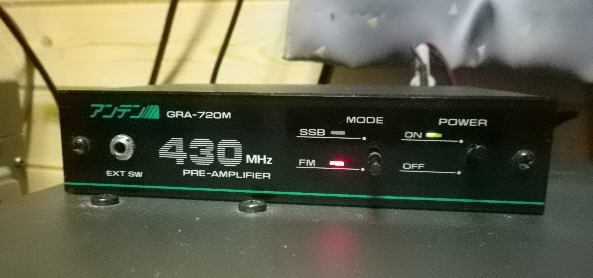 アンテン GRA-720M
MODE
POWER
SSB
ON
430 MHz
FM
OFF
EXT SW
PRE-AMPLIFIER